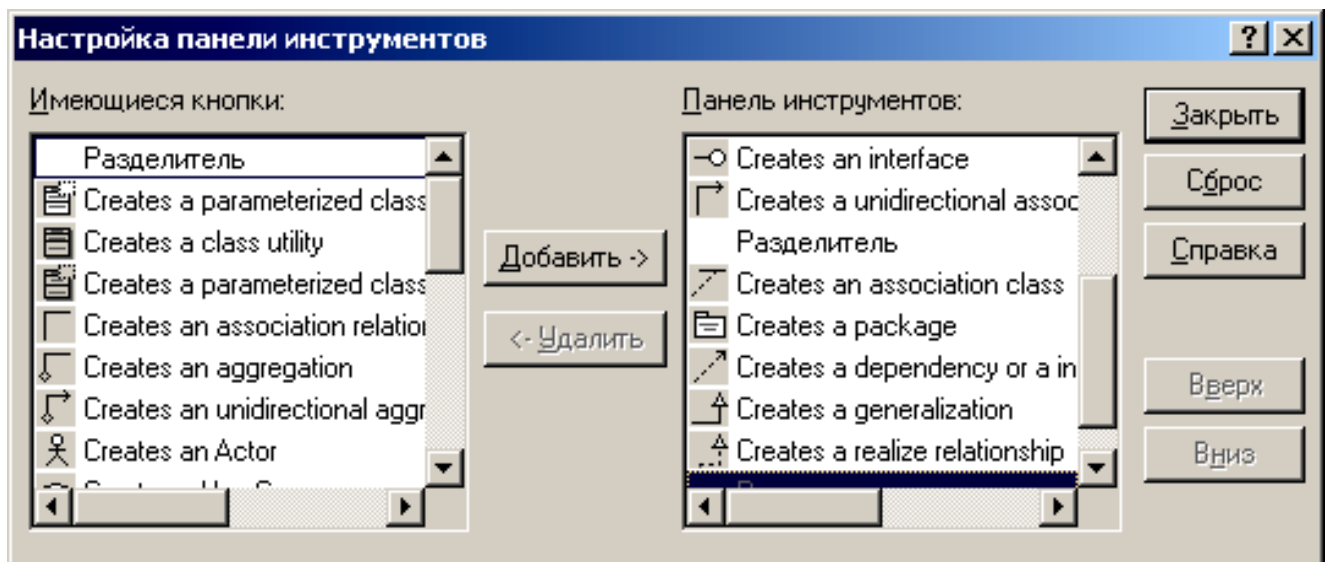 Настройка панели инструментов
Имеющиеся кнопки:
Разделитель
Creates a parameterized class
Creates a class utility
Creates a parameterized class
Creates an association relation
Creates an aggregation
Creates an unidirectional aggr
Creates an Actor
Добавить ->
<- Удалить
Панель инструментов:
Creates an interface
Creates a unidirectional assoc
Разделитель
Creates an association class
Creates a package
Creates a dependency or a in
Creates a generalization
Creates a realize relationship
Закрыть
Сброс
Справка
Вверх
Вниз